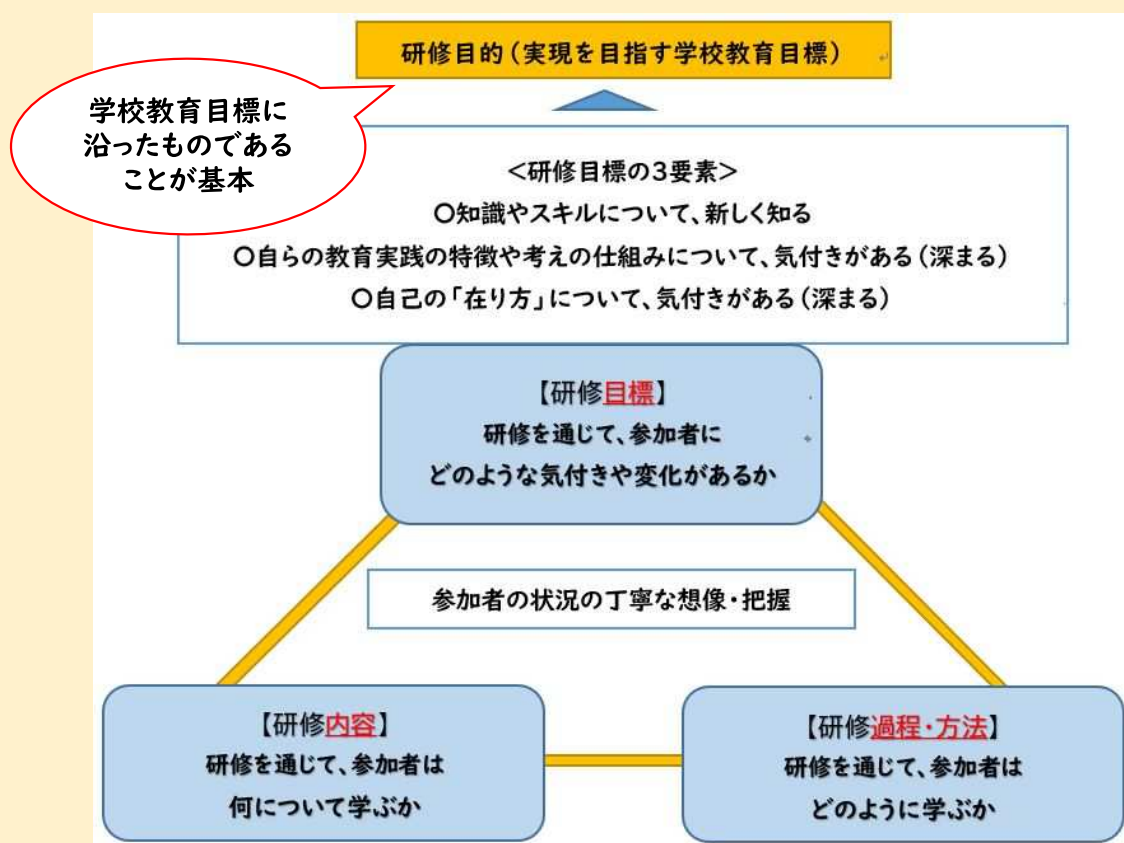 研修目的（実現を目指す学校教育目標）
学校教育目標に
沿ったものである
ことが基本
＜研修目標の3要素＞
〇知識やスキルについて、新しく知る
〇自らの教育実践の特徴や考えの仕組みについて、気付きがある（深まる）
〇自己の「在り方」について、気付きがある（深まる）
【研修目標】
研修を通じて、参加者に
どのような気付きや変化があるか
参加者の状況の丁寧な想像・把握
【研修内容】
研修を通じて、参加者は
何について学ぶか
【研修過程・方法】
研修を通じて、参加者は
どのように学ぶか